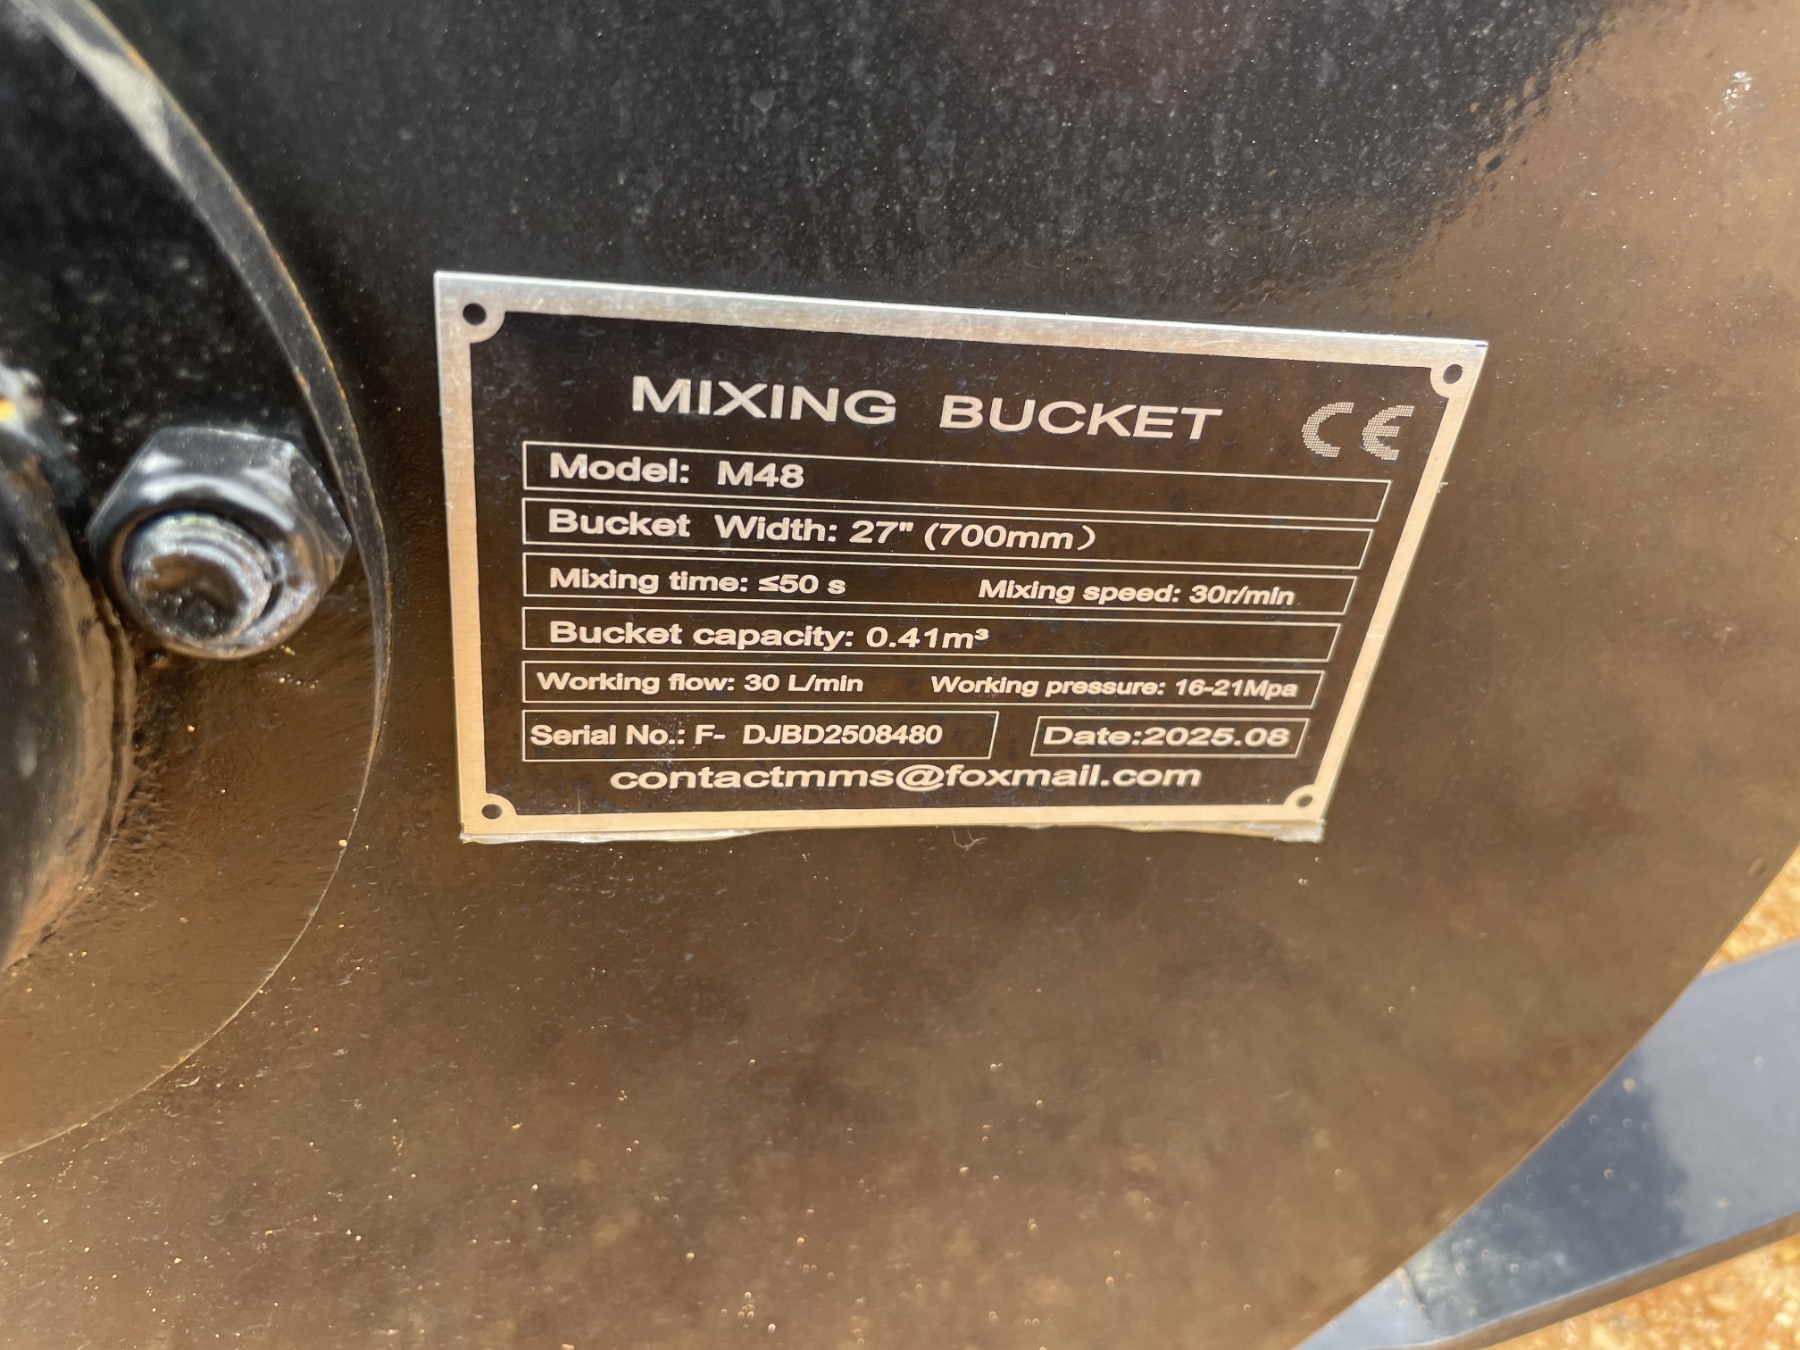 MIXING BUCKET CE
Model: M48
Bucket Width: 27" (700mm)
Mixing time: ≤50 s Mixing speed: 30r/min
Bucket capacity: 0.41m³
Working flow: 30 L/min Working pressure: 16-21Mpa
Serial No.: F- DJBD2508480 Date:2025.08
contactmms@foxmail.com